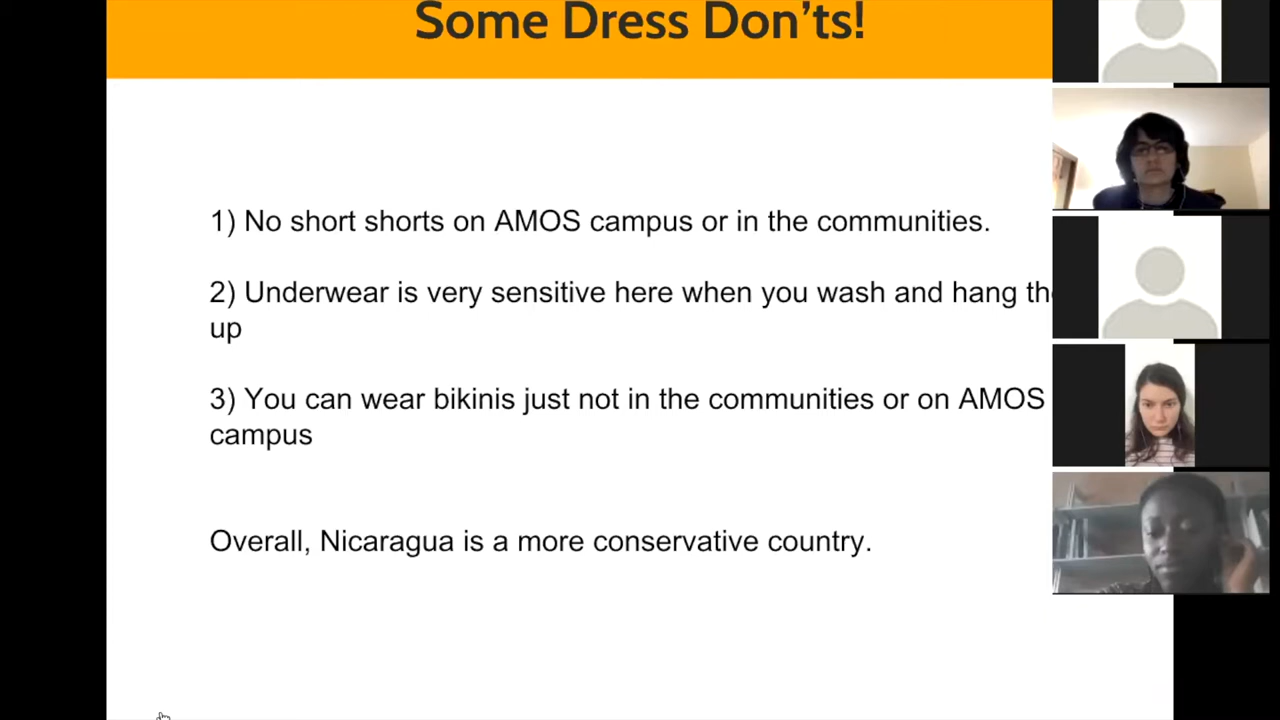 Some Dress Don'ts!
1) No short shorts on AMOS campus or in the communities.
2) Underwear is very sensitive here when you wash and hang
up
3) You can wear bikinis just not in the communities or on AMOS
campus
Overall, Nicaragua is a more conservative country.